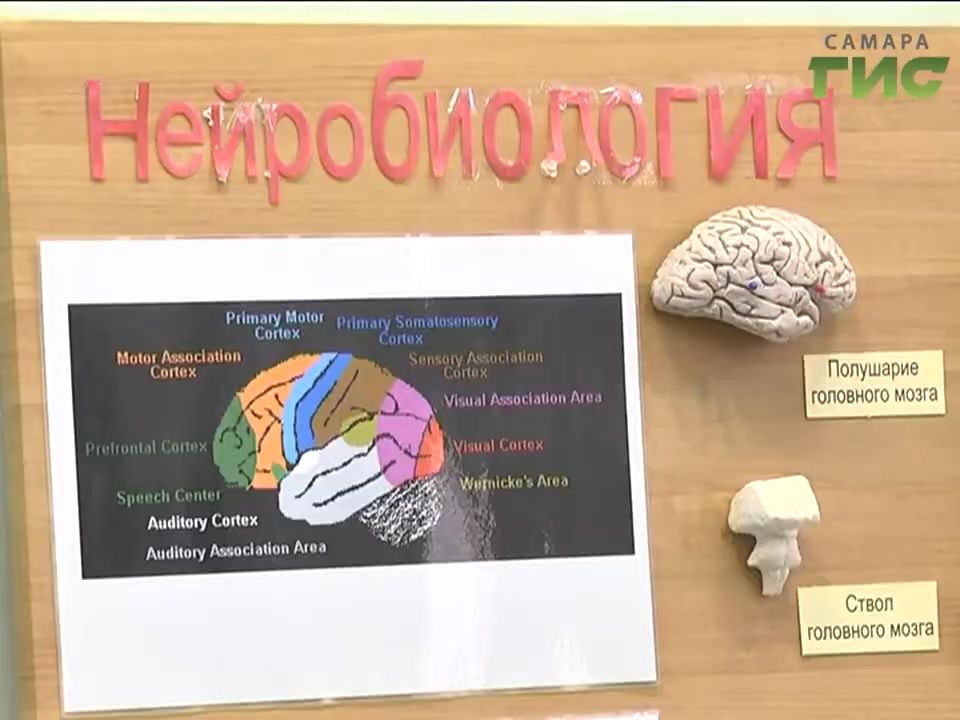 САМАРА
ГИС
Нейробиология
Primary Motor
Cortex
Primary Somatosensory
Cortex
Motor Association
Cortex
Sensory Association
Cortex
Visual Association Area
Prefrontal Cortex
Visual Cortex
Wernicke's Area
Speech Center
Auditory Cortex
Auditory Association Area
Полушарие
головного мозга
Ствол
головного мозга